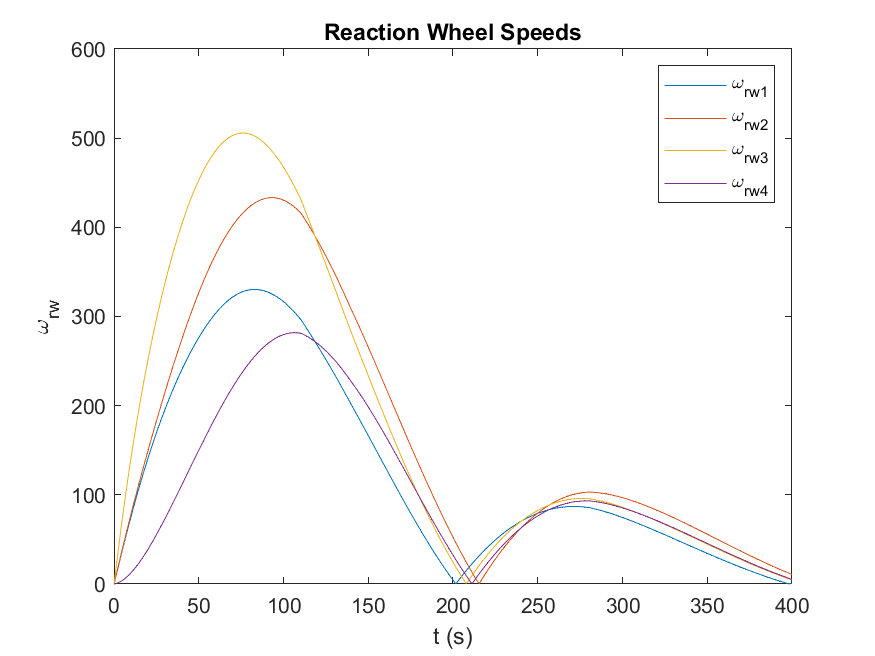 Reaction Wheel Speeds
600
500
400
300
200
100
0
ω_rw
ω_rw1
ω_rw2
ω_rw3
ω_rw4
0 50 100 150 200 250 300 350 400
t (s)